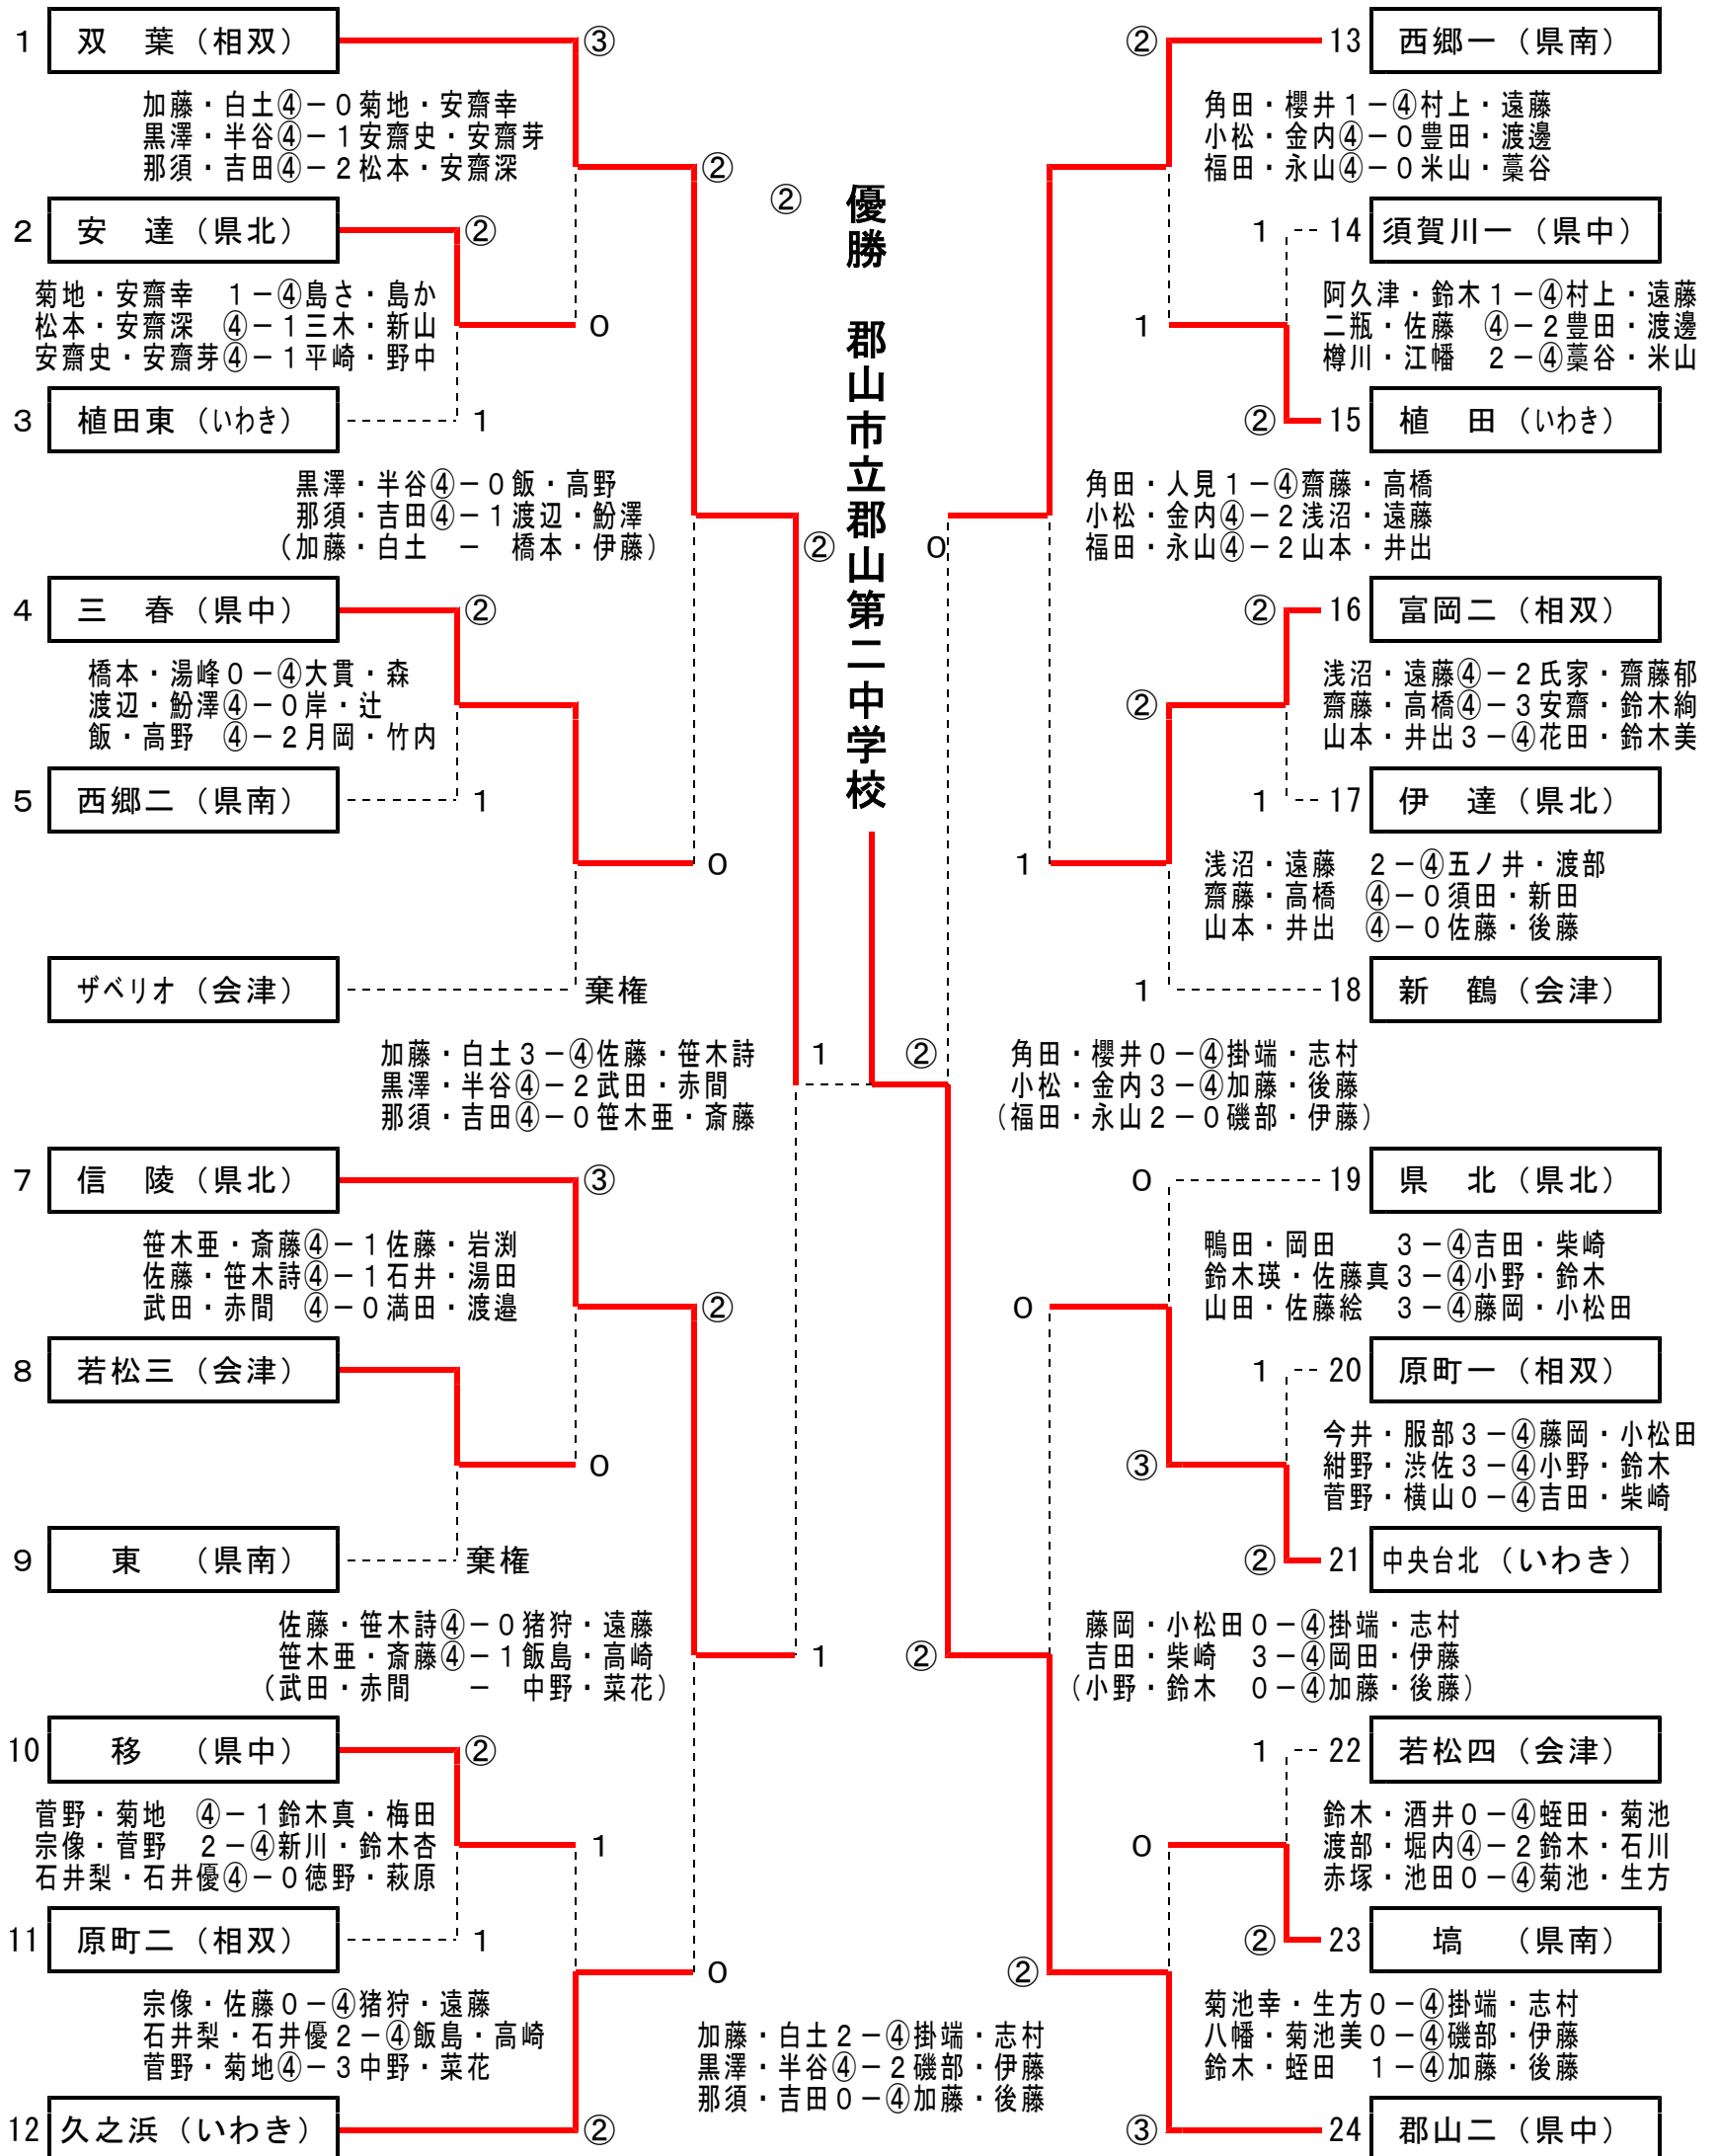 1 双　葉（相双） ③
加藤・白土④－０菊地・安齋幸
黒澤・半谷④－１安齋史・安齋芽
那須・吉田④－２松本・安齋深
②
2 安　達（県北） ②
菊地・安齋幸　１－④島さ・島か
松本・安齋深　④－１三木・新山
安齋史・安齋芽④－１平崎・野中
0
3 植田東（いわき） 1
黒澤・半谷④－０飯・高野
那須・吉田④－１渡辺・鈖澤
（加藤・白土　－　橋本・伊藤）
②
4 三　春（県中） ②
橋本・湯峰０－④大貫・森
渡辺・鈖澤④－０岸・辻
飯・高野　④－２月岡・竹内
5 西郷二（県南） 1
0
ザベリオ（会津） 棄権
加藤・白土３－④佐藤・笹木詩
黒澤・半谷④－２武田・赤間
那須・吉田④－０笹木亜・斎藤
1
7 信　陵（県北） ③
笹木亜・斎藤④－１佐藤・岩渕
佐藤・笹木詩④－１石井・湯田
武田・赤間　④－０満田・渡邉
②
8 若松三（会津）
0
9 東　（県南） 棄権
佐藤・笹木詩④－０猪狩・遠藤
笹木亜・斎藤④－１飯島・高崎
（武田・赤間　－　中野・菜花）
1
10 移　（県中） ②
菅野・菊地　④－１鈴木真・梅田
宗像・菅野　２－④新川・鈴木杏
石井梨・石井優④－０徳野・萩原
1
11 原町二（相双） 1
0
宗像・佐藤０－④猪狩・遠藤
石井梨・石井優２－④飯島・高崎
菅野・菊地④－３中野・菜花
12 久之浜（いわき） ②
②
優勝　郡山市立郡山第二中学校
加藤・白土２－④掛端・志村
黒澤・半谷④－２磯部・伊藤
那須・吉田０－④加藤・後藤
② 13 西郷一（県南）
角田・櫻井１－④村上・遠藤
小松・金内④－０豊田・渡邊
福田・永山④－０米山・藁谷
1 14 須賀川一（県中）
阿久津・鈴木１－④村上・遠藤
二瓶・佐藤　④－２豊田・渡邊
樽川・江幡　２－④藁谷・米山
1
② 15 植　田（いわき）
角田・人見１－④齋藤・高橋
小松・金内④－２浅沼・遠藤
福田・永山④－２山本・井出
0
② 16 富岡二（相双）
浅沼・遠藤④－２氏家・齋藤郁
齋藤・高橋④－３安齋・鈴木絢
山本・井出３－④花田・鈴木美
②
1 17 伊　達（県北）
1
浅沼・遠藤　２－④五ノ井・渡部
齋藤・高橋　④－０須田・新田
山本・井出　④－０佐藤・後藤
1 18 新　鶴（会津）
②
角田・櫻井０－④掛端・志村
小松・金内３－④加藤・後藤
（福田・永山２－０磯部・伊藤）
0 19 県　北（県北）
鴨田・岡田　　３－④吉田・柴崎
鈴木瑛・佐藤真３－④小野・鈴木
山田・佐藤絵　３－④藤岡・小松田
0
1 20 原町一（相双）
今井・服部３－④藤岡・小松田
紺野・渋佐３－④小野・鈴木
菅野・横山０－④吉田・柴崎
③
② 21 中央台北（いわき）
藤岡・小松田０－④掛端・志村
吉田・柴崎　３－④岡田・伊藤
（小野・鈴木　０－④加藤・後藤）
②
1 22 若松四（会津）
鈴木・酒井０－④蛭田・菊池
渡部・堀内④－２鈴木・石川
赤塚・池田０－④菊池・生方
0
② 23 塙　（県南）
②
菊池幸・生方０－④掛端・志村
八幡・菊池美０－④磯部・伊藤
鈴木・蛭田　１－④加藤・後藤
③ 24 郡山二（県中）